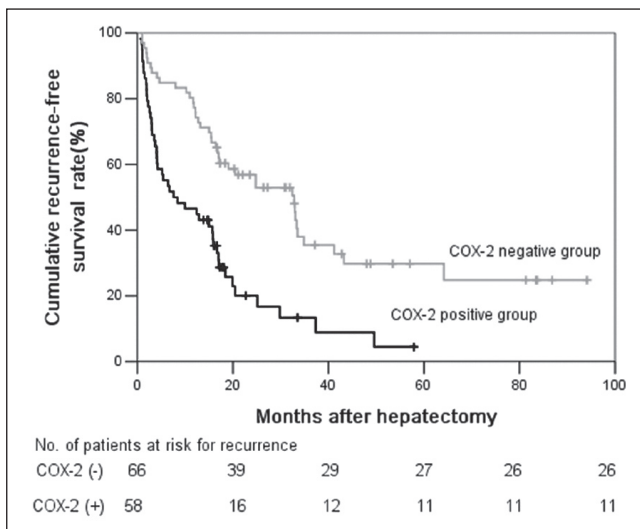 Cumulative recurrence-free
survival rate(%)
100
80
60
40
20
0
COX-2 negative group
COX-2 positive group
0 20 40 60 80 100
Months after hepatectomy
No. of patients at risk for recurrence
COX-2 (-) 66 39 29 27 26 26
COX-2 (+) 58 16 12 11 11 11